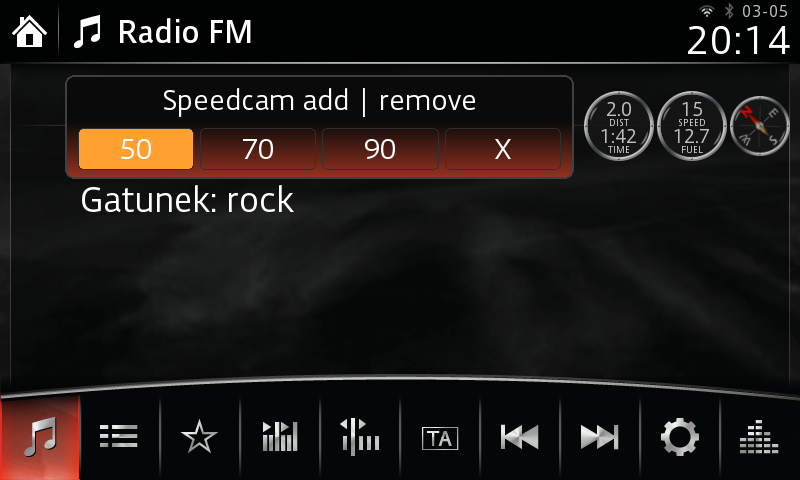 Radio FM
03-05
20:14
Speedcam add | remove
50 70 90 X
2.0
DIST
1:42
TIME
15
SPEED
12.7
FUEL
N E S W
Gatunek: rock
TA